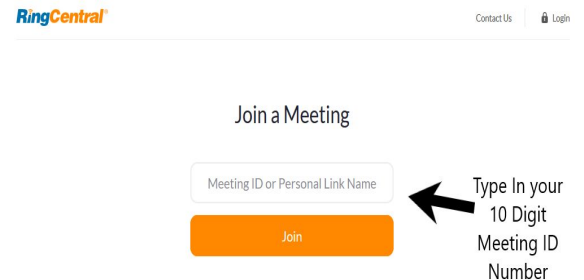 RingCentral®
Contact Us
Login
Join a Meeting
Meeting ID or Personal Link Name
Join
Type In your
10 Digit
Meeting ID
Number